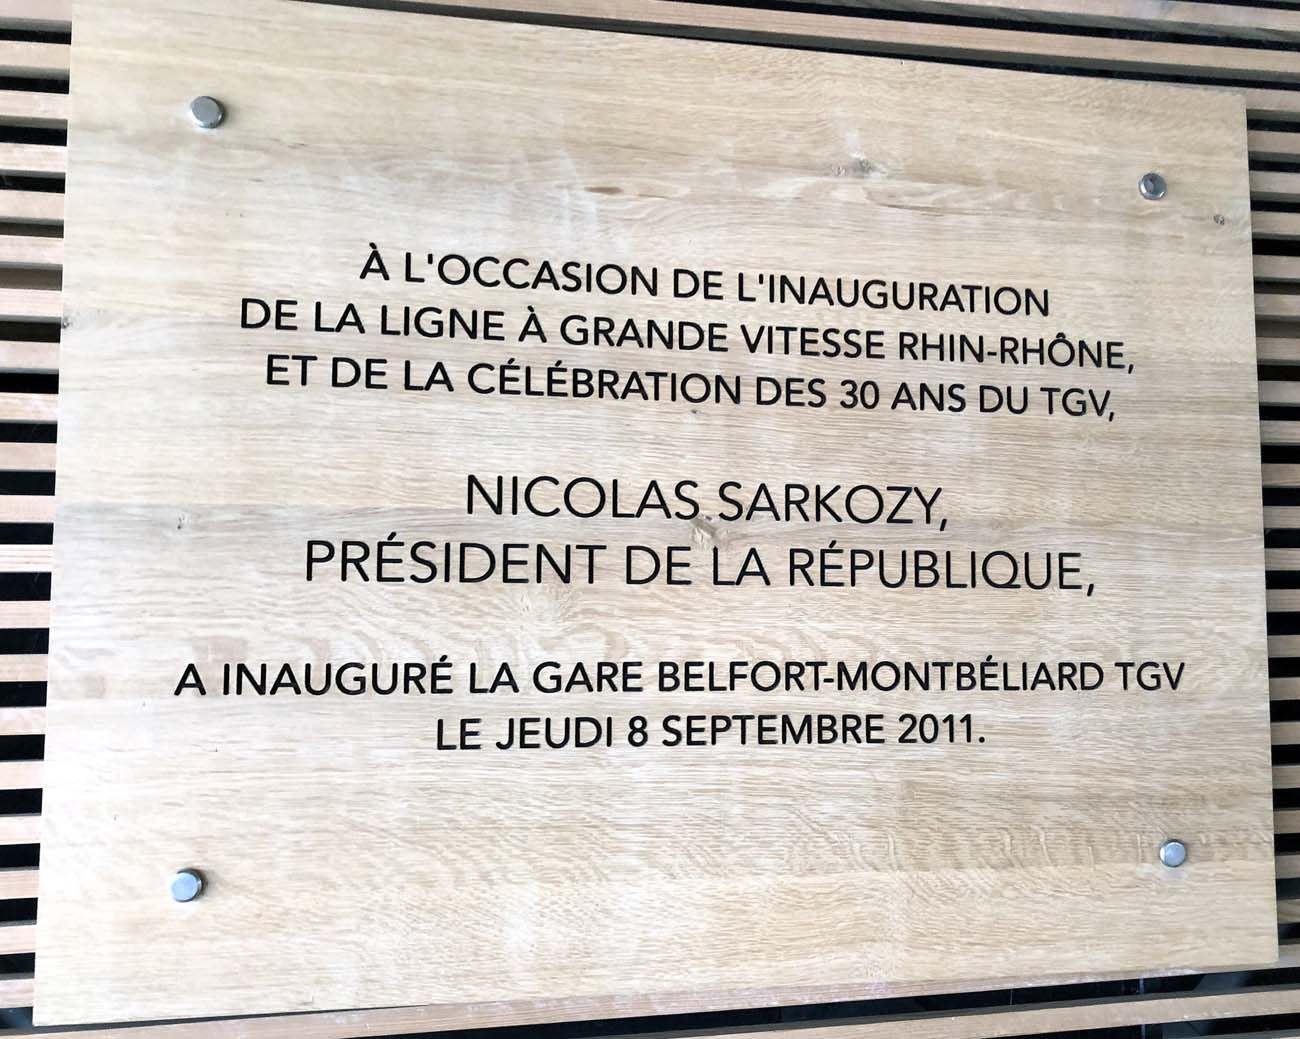 À L'OCCASION DE L'INAUGURATION
DE LA LIGNE À GRANDE VITESSE RHIN-RHÔNE,
ET DE LA CÉLÉBRATION DES 30 ANS DU TGV,
NICOLAS SARKOZY,
PRÉSIDENT DE LA RÉPUBLIQUE,
A INAUGURÉ LA GARE BELFORT-MONTBÉLIARD TGV
LE JEUDI 8 SEPTEMBRE 2011.